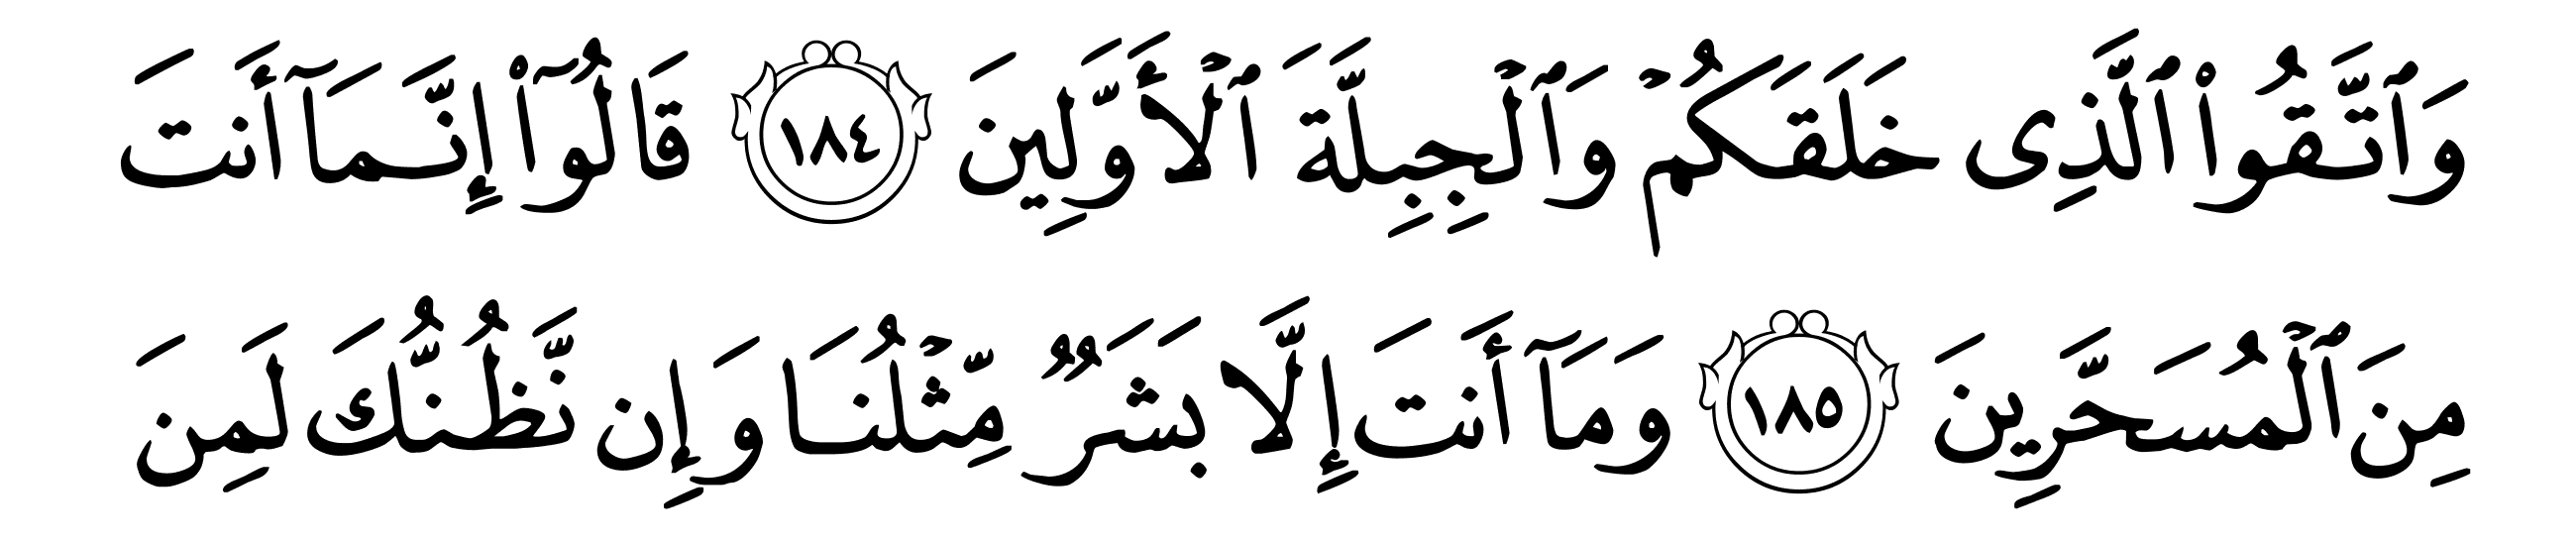 وَٱتَّقُوا۟ ٱلَّذِى خَلَقَكُمْ وَٱلْجِبِلَّةَ ٱلْأَوَّلِينَ ١٨٤ قَالُوٓا۟ إِنَّمَآ أَنتَ
مِنَ ٱلْمُسَحَّرِينَ ١٨٥ وَمَآ أَنتَ إِلَّا بَشَرٌ مِّثْلُنَا وَإِن نَّظُنُّكَ لَمِنَ